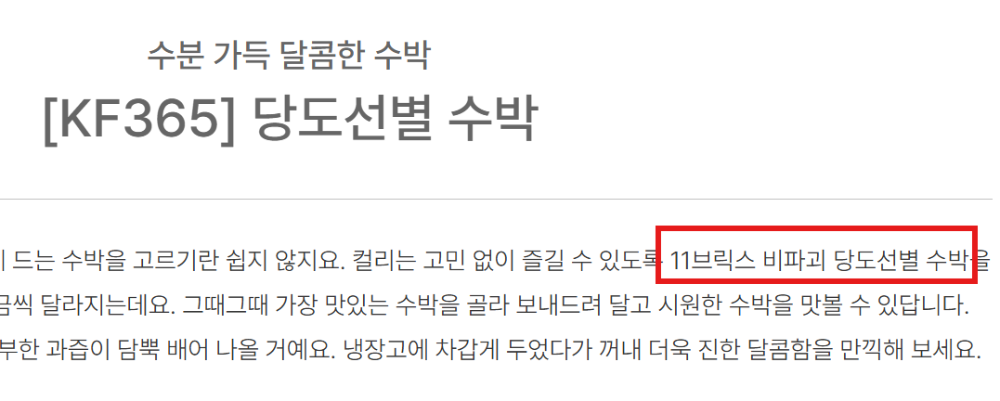 수분 가득 달콤한 수박
[KF365] 당도선별 수박
드는 수박을 고르기란 쉽지 않지요. 컬리는 고민 없이 즐길 수 있도록 11브릭스 비파괴 당도선별 수박을
금씩 달라지는데요. 그때그때 가장 맛있는 수박을 골라 보내드려 달고 시원한 수박을 맛볼 수 있답니다.
부한 과즙이 담뿍 배어 나올 거예요. 냉장고에 차갑게 두었다가 꺼내 더욱 진한 달콤함을 만끽해 보세요.